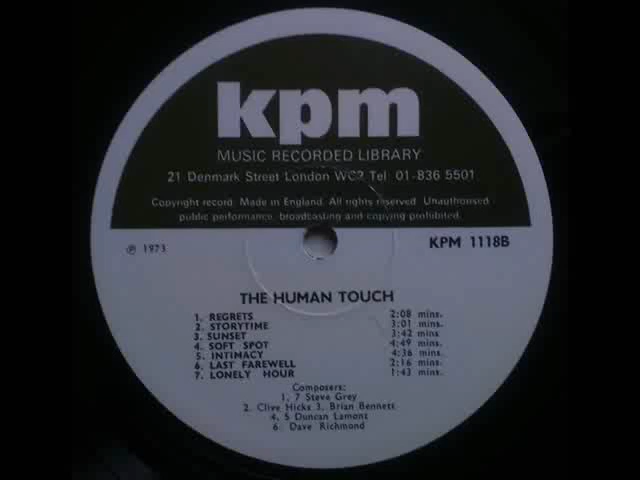 kpm
MUSIC RECORDED LIBRARY
21 Denmark Street London WC2 Tel 01-836 5501
Copyright record. Made in England. All rights reserved. Unauthorised
public performance, broadcasting and copying prohibited.
℗ 1973
KPM 1118B
THE HUMAN TOUCH
1. REGRETS 2:08 mins.
2. STORYTIME 3:01 mins.
3. SUNSET 3:42 mins
4. SOFT SPOT 4:49 mins.
5. INTIMACY 4:36 mins.
6. LAST FAREWELL 2:16 mins.
7. LONELY HOUR 1:43 mins.
Composers:
1. 7 Steve Grey
2. Clive Hicks 3. Brian Bennett
4. 5 Duncan Lamont
6. Dave Richmond